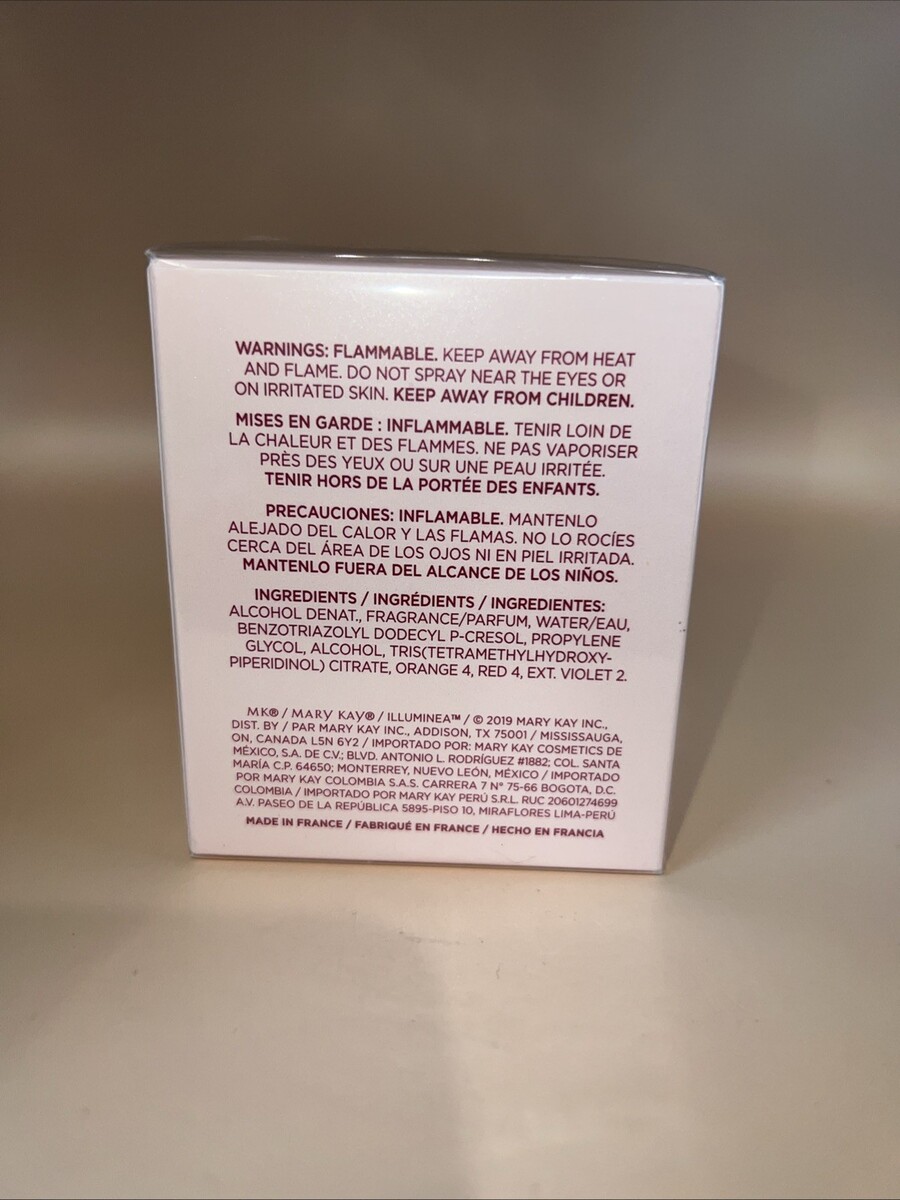 WARNINGS: FLAMMABLE. KEEP AWAY FROM HEAT
AND FLAME. DO NOT SPRAY NEAR THE EYES OR
ON IRRITATED SKIN. KEEP AWAY FROM CHILDREN.
MISES EN GARDE : INFLAMMABLE. TENIR LOIN DE
LA CHALEUR ET DES FLAMMES. NE PAS VAPORISER
PRÈS DES YEUX OU SUR UNE PEAU IRRITÉE.
TENIR HORS DE LA PORTÉE DES ENFANTS.
PRECAUCIONES: INFLAMABLE. MANTENLO
ALEJADO DEL CALOR Y LAS FLAMAS. NO LO ROCÍES
CERCA DEL ÁREA DE LOS OJOS NI EN PIEL IRRITADA.
MANTENLO FUERA DEL ALCANCE DE LOS NIÑOS.
INGREDIENTS / INGRÉDIENTS / INGREDIENTES:
ALCOHOL DENAT., FRAGRANCE/PARFUM, WATER/EAU,
BENZOTRIAZOLYL DODECYL P-CRESOL, PROPYLENE
GLYCOL, ALCOHOL, TRIS(TETRAMETHYLHYDROXY-
PIPERIDINOL) CITRATE, ORANGE 4, RED 4, EXT. VIOLET 2.
MK® / MARY KAY® / ILLUMINEA™ / © 2019 MARY KAY INC.,
DIST. BY / PAR MARY KAY INC., ADDISON, TX 75001 / MISSISSAUGA,
ON, CANADA L5N 6Y2 / IMPORTADO POR: MARY KAY COSMETICS DE
MÉXICO, S.A. DE C.V.; BLVD. ANTONIO L. RODRÍGUEZ #1882; COL. SANTA
MARÍA C.P. 64650; MONTERREY, NUEVO LEÓN, MÉXICO / IMPORTADO
POR MARY KAY COLOMBIA S.A.S. CARRERA 7 N° 75-66 BOGOTA, D.C.
COLOMBIA / IMPORTADO POR MARY KAY PERÚ S.R.L. RUC 20601274699
A.V. PASEO DE LA REPÚBLICA 5895-PISO 10, MIRAFLORES LIMA-PERÚ
MADE IN FRANCE / FABRIQUÉ EN FRANCE / HECHO EN FRANCIA